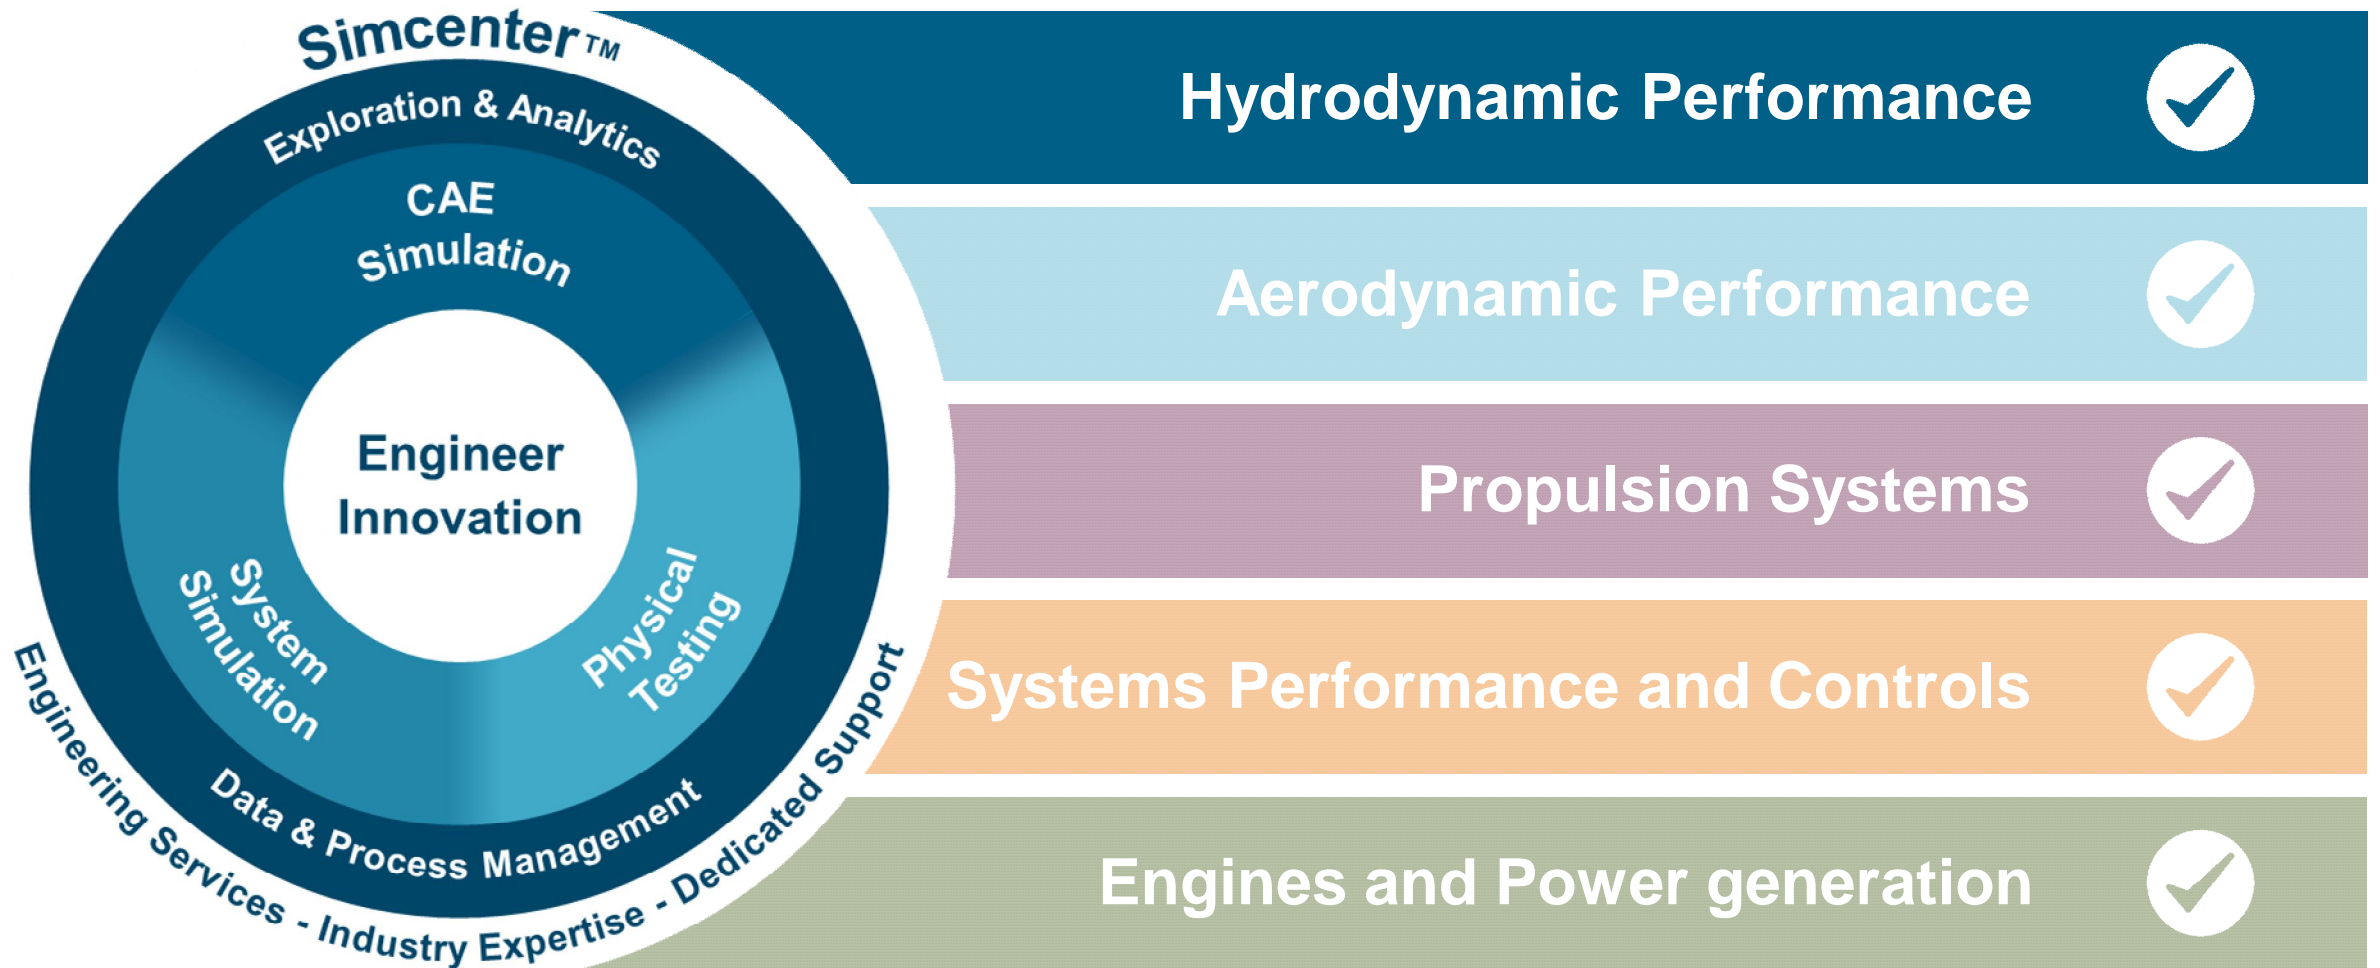 Simcenter™
Exploration & Analytics
CAE
Simulation
Engineer
Innovation
System
Simulation
Physical
Testing
Data & Process Management
Engineering Services - Industry Expertise - Dedicated Support
Hydrodynamic Performance
Aerodynamic Performance
Propulsion Systems
Systems Performance and Controls
Engines and Power generation